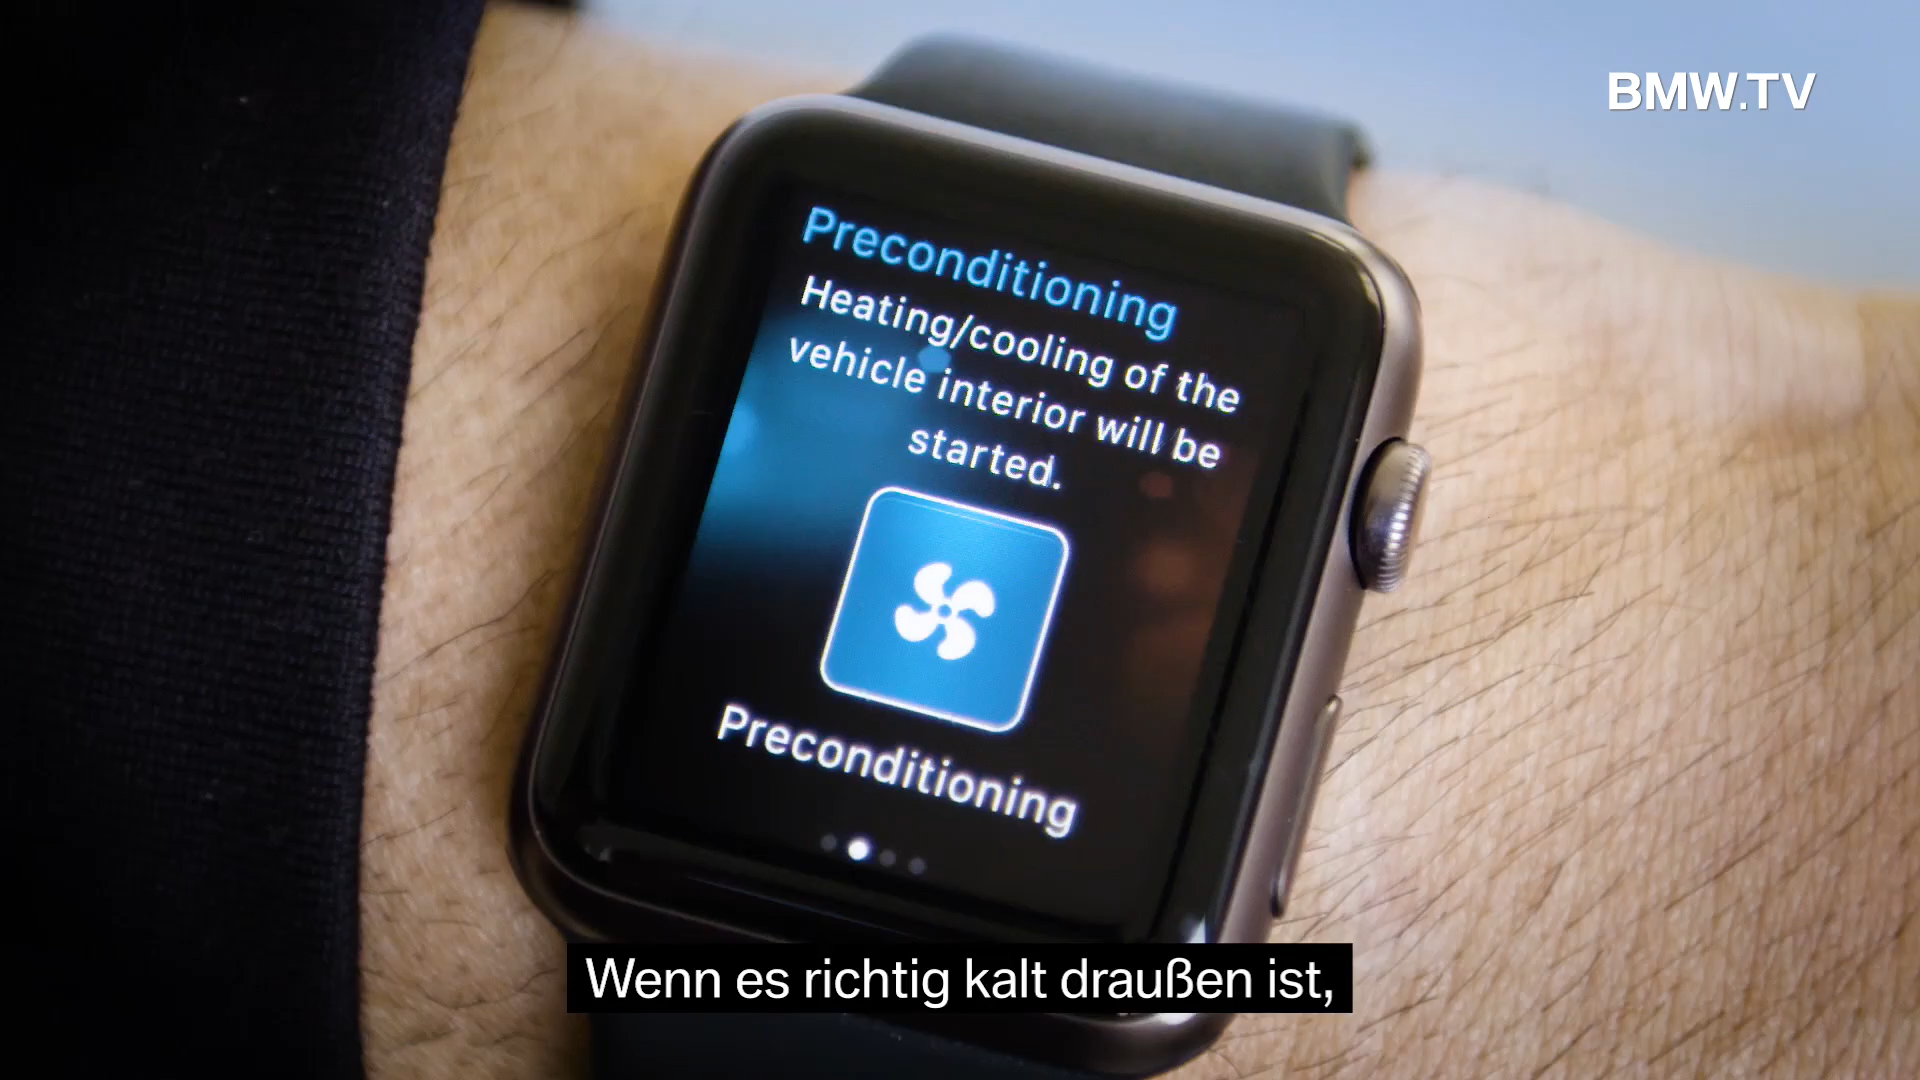 BMW.TV
Preconditioning
Heating/cooling of the
vehicle interior will be
started.
Preconditioning
Wenn es richtig kalt draußen ist,